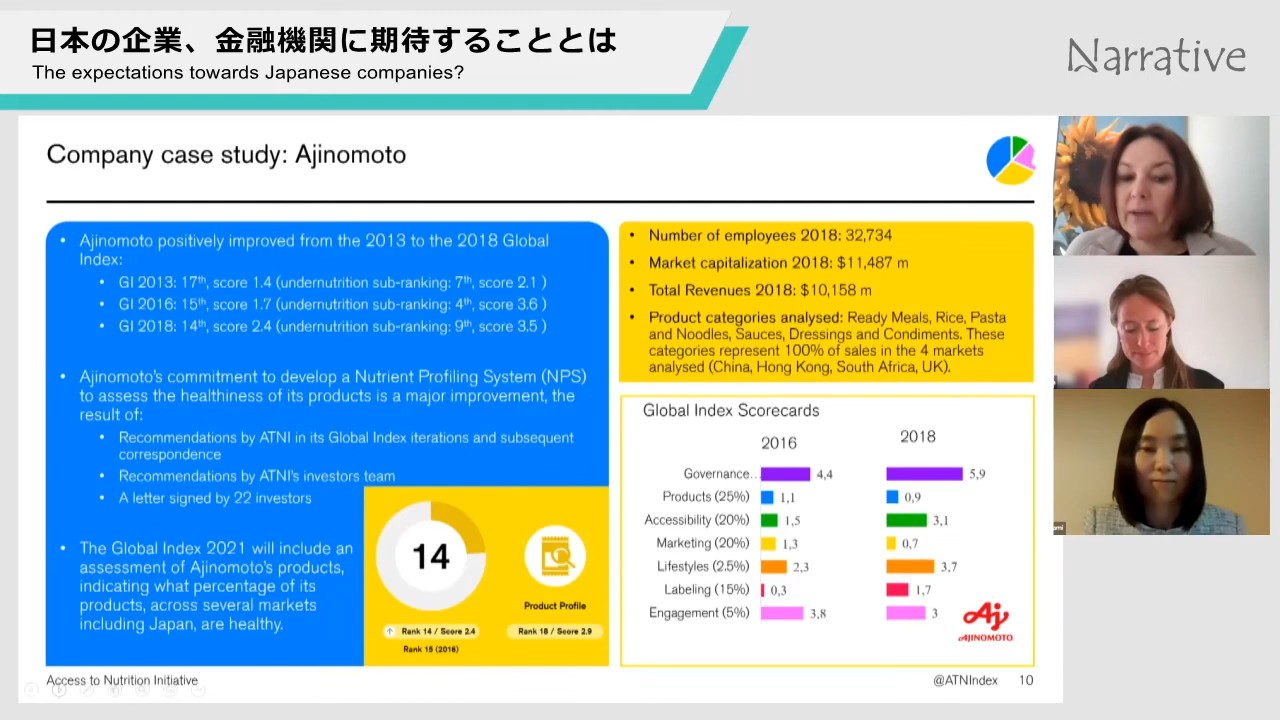 日本の企業、金融機関に期待することとは
The expectations towards Japanese companies?
Narrative
Company case study: Ajinomoto
• Ajinomoto positively improved from the 2013 to the 2018 Global
Index:
• GI 2013: 17th, score 1.4 (undernutrition sub-ranking: 7th, score 2.1 )
• GI 2016: 15th, score 1.7 (undernutrition sub-ranking: 4th, score 3.6 )
• GI 2018: 14th, score 2.4 (undernutrition sub-ranking: 9th, score 3.5 )
• Ajinomoto's commitment to develop a Nutrient Profiling System (NPS)
to assess the healthiness of its products is a major improvement, the
result of:
• Recommendations by ATNI in its Global Index iterations and subsequent
correspondence
• Recommendations by ATNI's investors team
• A letter signed by 22 investors
• The Global Index 2021 will include an
assessment of Ajinomoto's products,
indicating what percentage of its
products, across several markets
including Japan, are healthy.
14
Rank 14 / Score 2.4
Rank 15 (2016)
Product Profile
Rank 18 / Score 2.9
• Number of employees 2018: 32,734
• Market capitalization 2018: $11,487 m
• Total Revenues 2018: $10,158 m
• Product categories analysed: Ready Meals, Rice, Pasta
and Noodles, Sauces, Dressings and Condiments. These
categories represent 100% of sales in the 4 markets
analysed (China, Hong Kong, South Africa, UK).
Global Index Scorecards
2016 2018
Governance... 4,4 5,9
Products (25%) 1,1 0,9
Accessibility (20%) 1,5 3,1
Marketing (20%) 1,3 0,7
Lifestyles (2.5%) 2,3 3,7
Labeling (15%) 0,3 1,7
Engagement (5%) 3,8 3
AJINOMOTO
Access to Nutrition Initiative
@ATNIndex 10